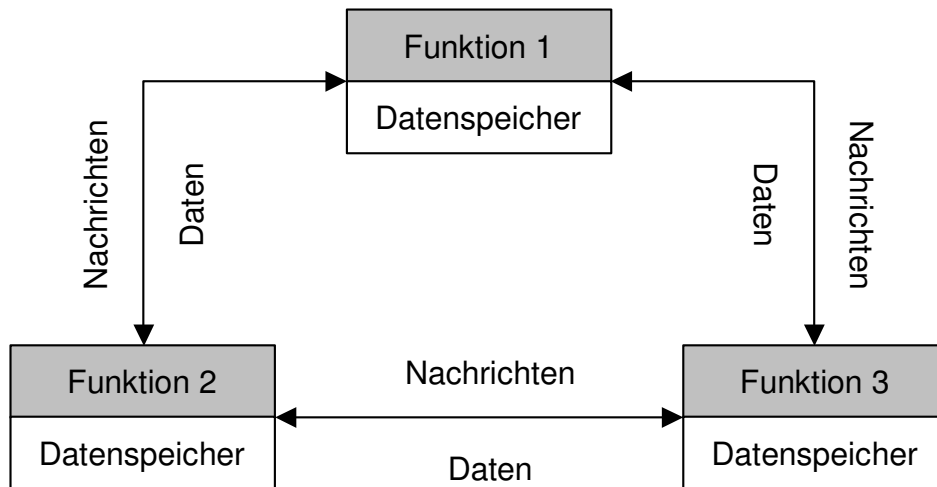 Funktion 1
Datenspeicher
Nachrichten
Daten
Daten
Nachrichten
Funktion 2
Datenspeicher
Nachrichten
Daten
Funktion 3
Datenspeicher